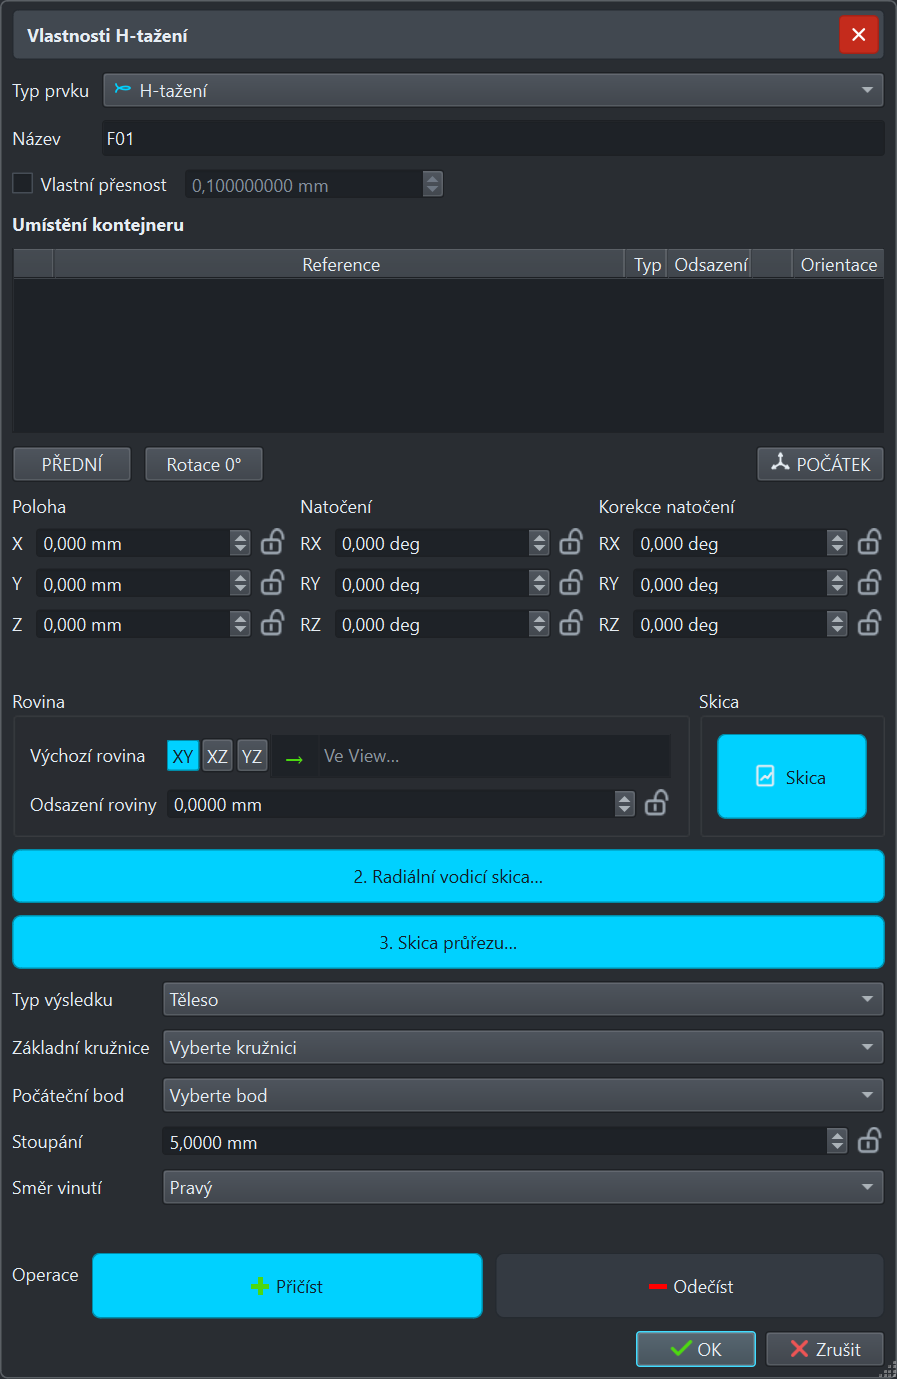 Vlastnosti H-tažení
Typ prvku H-tažení
Název F01
Vlastní přesnost 0,100000000 mm
Umístění kontejneru
Reference Typ Odsazení Orientace
PŘEDNÍ Rotace 0° POČÁTEK
Poloha Natočení Korekce natočení
X 0,000 mm RX 0,000 deg RX 0,000 deg
Y 0,000 mm RY 0,000 deg RY 0,000 deg
Z 0,000 mm RZ 0,000 deg RZ 0,000 deg
Rovina Skica
Výchozí rovina XY XZ YZ → Ve View... Skica
Odsazení roviny 0,0000 mm
2. Radiální vodicí skica...
3. Skica průřezu...
Typ výsledku Těleso
Základní kružnice Vyberte kružnici
Počáteční bod Vyberte bod
Stoupání 5,0000 mm
Směr vinutí Pravý
Operace Přičíst Odečíst
OK Zrušit